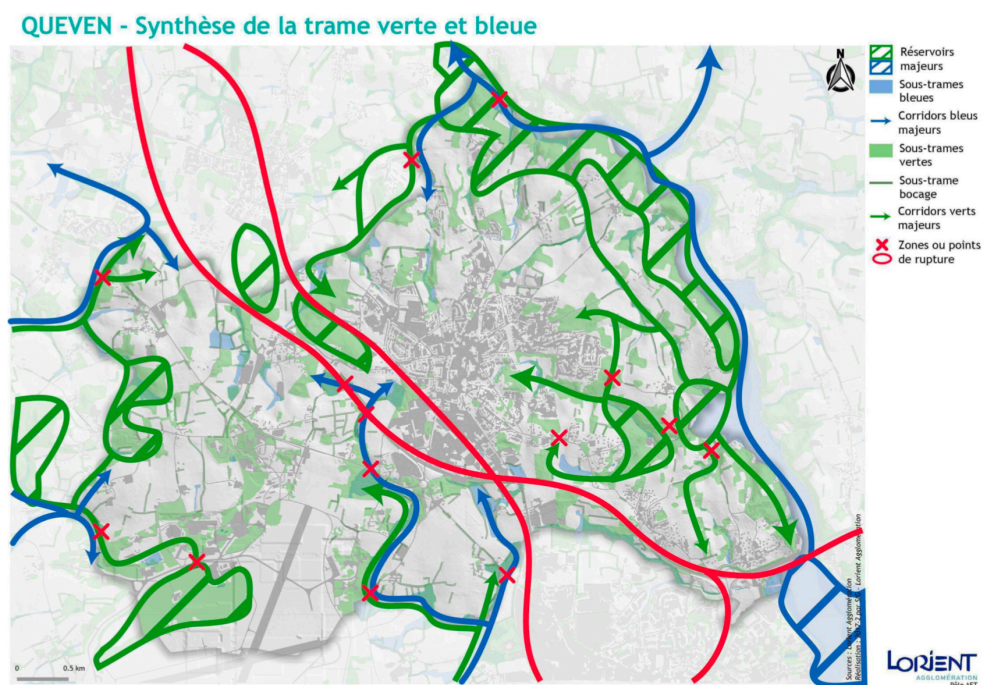 QUEVEN - Synthèse de la trame verte et bleue
N
Réservoirs
majeurs
Sous-trames
bleues
Corridors bleus
majeurs
Sous-trames
vertes
Sous-trame
bocage
Corridors verts
majeurs
Zones ou points
de rupture
Sources : Lorient Agglomération
Lorient Agglomération
0
0.5 km
LORIENT
AGGLOMÉRATION